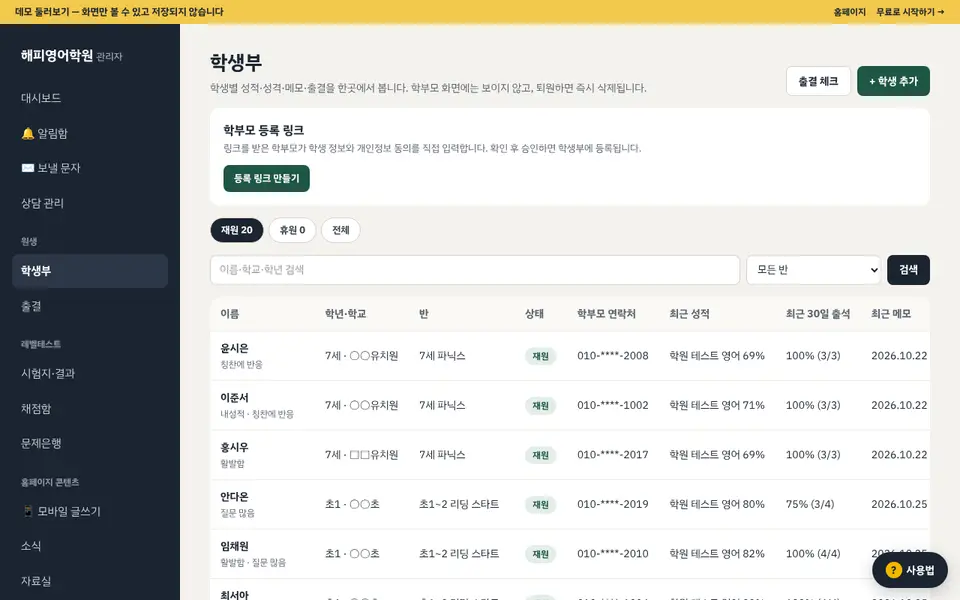 데모 둘러보기 — 화면만 볼 수 있고 저장되지 않습니다
홈페이지 무료로 시작하기 →
해피영어학원 관리자
대시보드
🔔 알림함
✉️ 보낼 문자
상담 관리
원생
학생부
출결
레벨테스트
시험지·결과
채점함
문제은행
홈페이지 콘텐츠
📱 모바일 글쓰기
소식
자료실
학생부
학생별 성적·성격·메모·출결을 한곳에서 봅니다. 학부모 화면에는 보이지 않고, 퇴원하면 즉시 삭제됩니다.
출결 체크
+ 학생 추가
학부모 등록 링크
링크를 받은 학부모가 학생 정보와 개인정보 동의를 직접 입력합니다. 확인 후 승인하면 학생부에 등록됩니다.
등록 링크 만들기
재원 20 휴원 0 전체
이름·학교·학년 검색
모든 반
검색
이름 학년·학교 반 상태 학부모 연락처 최근 성적 최근 30일 출석 최근 메모
윤시은 7세 · 〇〇유치원 7세 파닉스 재원 010-****-2008 학원 테스트 영어 69% 100% (3/3) 2026.10.22
칭찬에 반응
이준서 7세 · 〇〇유치원 7세 파닉스 재원 010-****-1002 학원 테스트 영어 71% 100% (3/3) 2026.10.22
내성적 · 칭찬에 반응
홍시우 7세 · □□유치원 7세 파닉스 재원 010-****-2017 학원 테스트 영어 69% 100% (3/3) 2026.10.22
활발함
안다온 초1 · 〇〇초 초1~2 리딩 스타트 재원 010-****-2019 학원 테스트 영어 80% 75% (3/4) 2026.10.25
질문 많음
임채원 초1 · 〇〇초 초1~2 리딩 스타트 재원 010-****-2010 학원 테스트 영어 82% 100% (4/4)
활발함 · 질문 많음
최서아
? 사용법